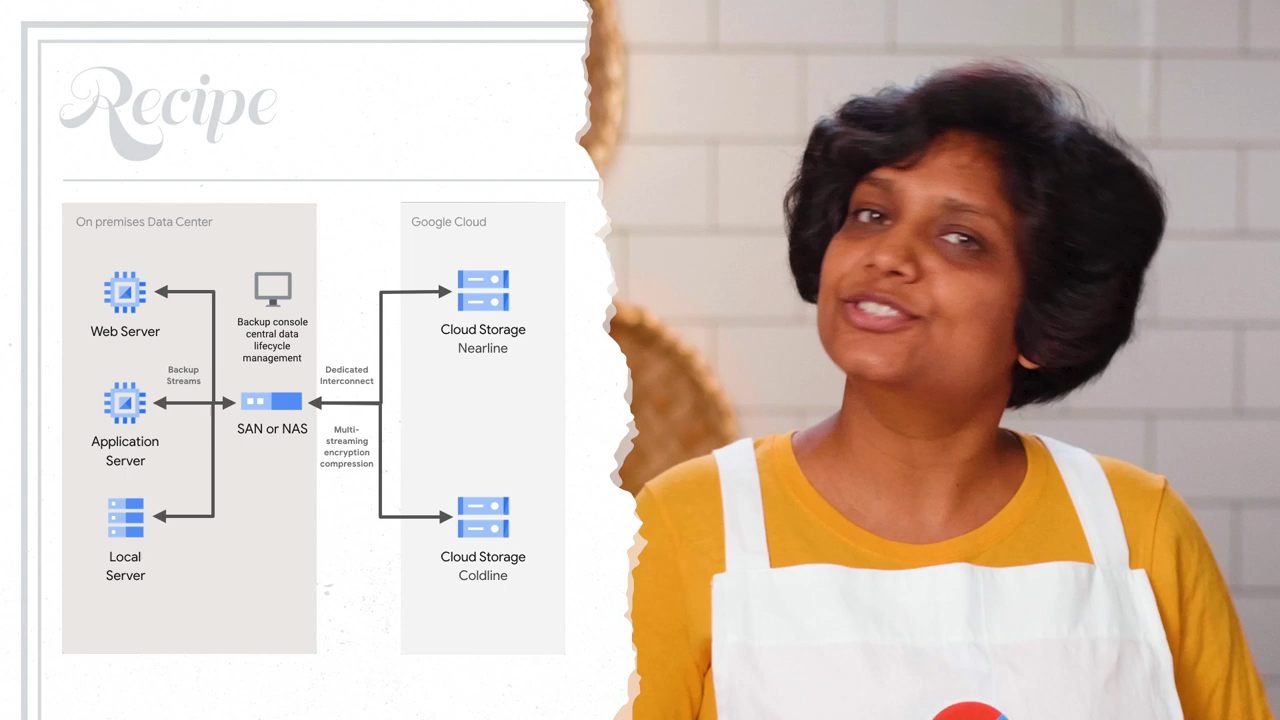 Recipe
On premises Data Center
Google Cloud
Web Server
Backup console
central data
lifecycle
management
Cloud Storage
Nearline
Backup
Streams
Dedicated
Interconnect
Application
Server
SAN or NAS
Multi-
streaming
encryption
compression
Local
Server
Cloud Storage
Coldline